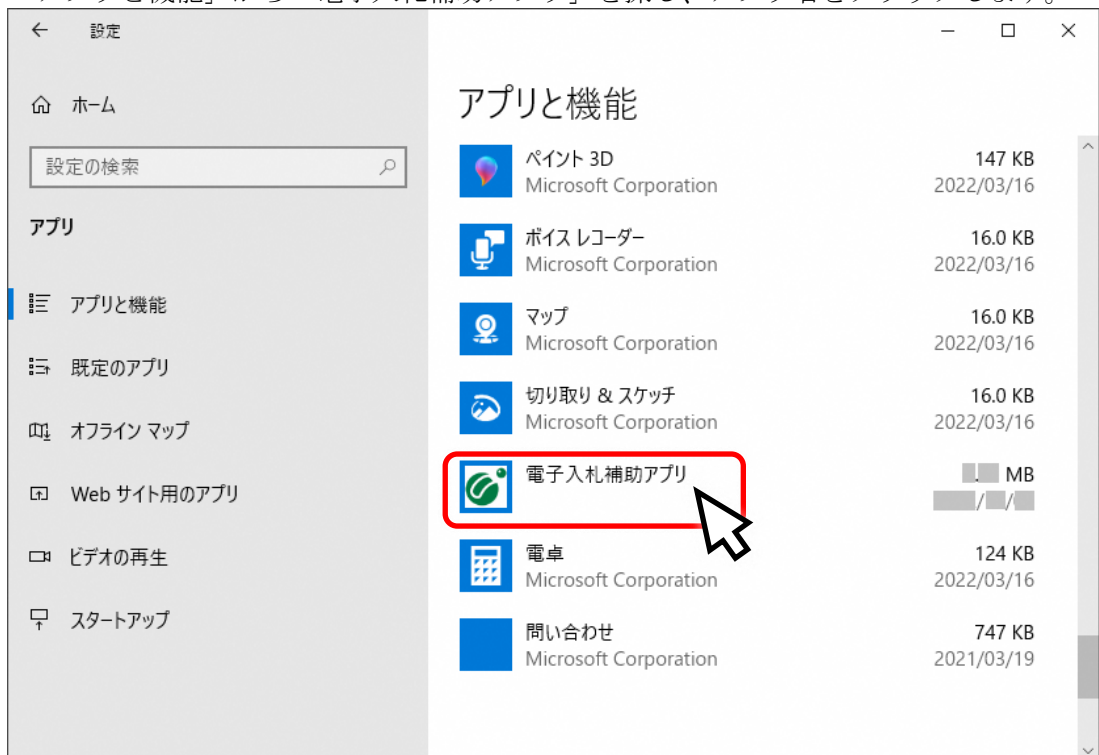 設定
ホーム
設定の検索
アプリ
アプリと機能
既定のアプリ
オフライン マップ
Web サイト用のアプリ
ビデオの再生
スタートアップ
アプリと機能
ペイント 3D 147 KB
Microsoft Corporation 2022/03/16
ボイス レコーダー 16.0 KB
Microsoft Corporation 2022/03/16
マップ 16.0 KB
Microsoft Corporation 2022/03/16
切り取り & スケッチ 16.0 KB
Microsoft Corporation 2022/03/16
電子入札補助アプリ MB
電卓 124 KB
Microsoft Corporation 2022/03/16
問い合わせ 747 KB
Microsoft Corporation 2021/03/19